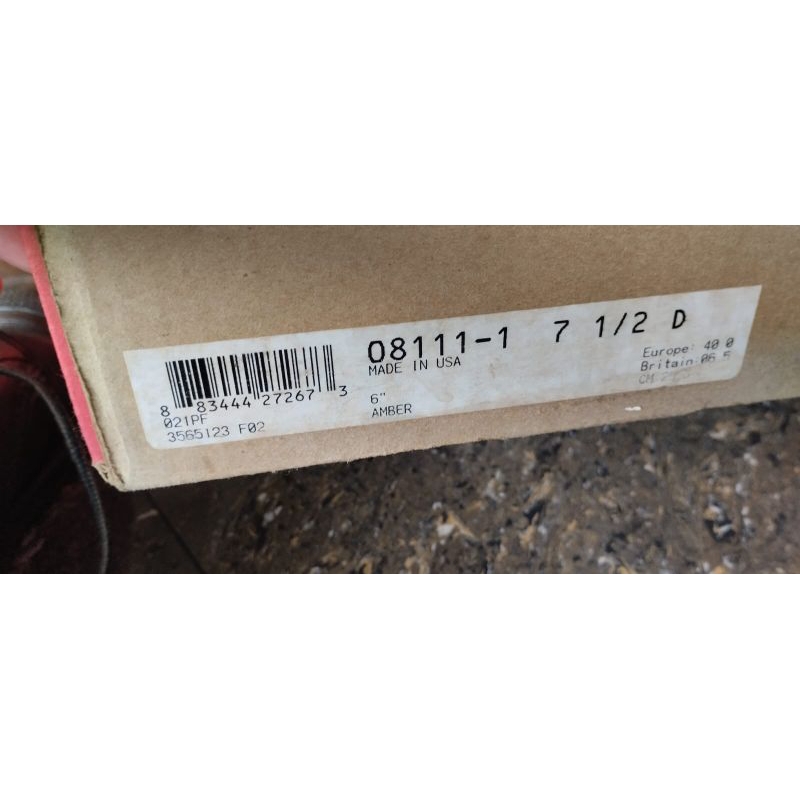 08111-1 7 1/2 D
MADE IN USA
Europe: 40 0
Britain 06 5
CM
8 83444 27267 3
021PF
3565123 F02
6"
AMBER